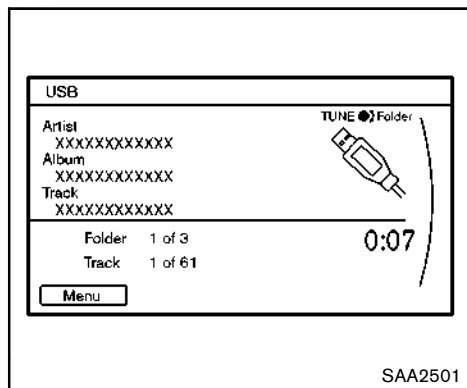 USB
TUNE Folder
Artist
XXXXXXXXXXXX
Album
XXXXXXXXXXXX
Track
XXXXXXXXXXXX
Folder 1 of 3
Track 1 of 61
0:07
Menu
SAA2501